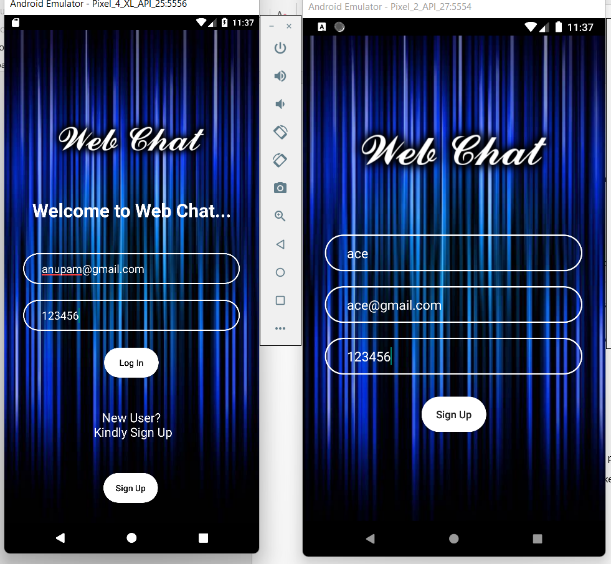 Android Emulator - Pixel_4_XL_API_25:5556
11:37
Web Chat
Welcome to Web Chat...
anupam@gmail.com
123456
Log In
New User?
Kindly Sign Up
Sign Up
Android Emulator - Pixel_2_API_27:5554
A
11:37
Web Chat
ace
ace@gmail.com
123456
Sign Up